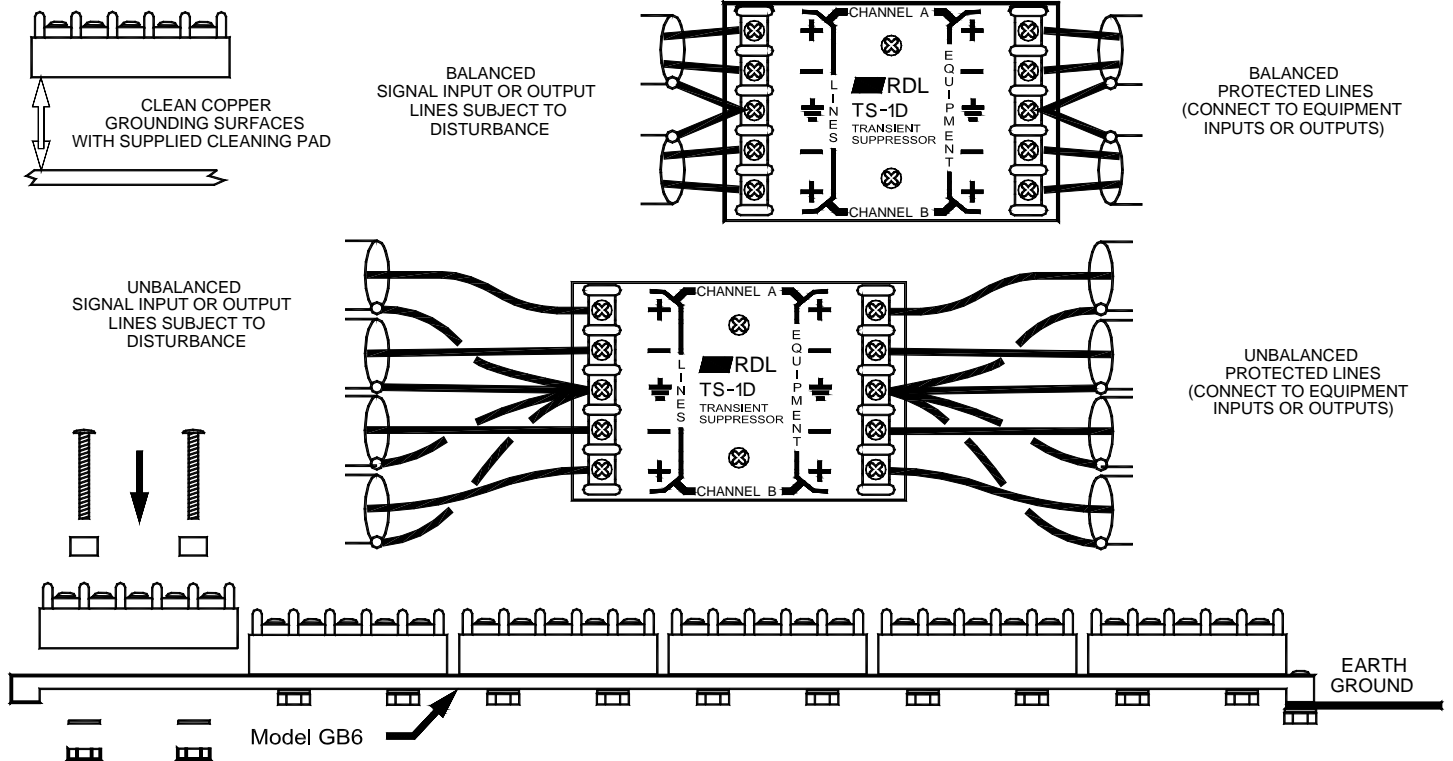 CLEAN COPPER
GROUNDING SURFACES
WITH SUPPLIED CLEANING PAD
BALANCED
SIGNAL INPUT OR OUTPUT
LINES SUBJECT TO
DISTURBANCE
CHANNEL A
+
+
−
−
LINES
EQUIPMENT
RDL
TS-1D
TRANSIENT
SUPPRESSOR
−
−
+
+
CHANNEL B
BALANCED
PROTECTED LINES
(CONNECT TO EQUIPMENT
INPUTS OR OUTPUTS)
UNBALANCED
SIGNAL INPUT OR OUTPUT
LINES SUBJECT TO
DISTURBANCE
CHANNEL A
+
+
−
−
LINES
EQUIPMENT
RDL
TS-1D
TRANSIENT
SUPPRESSOR
−
−
+
+
CHANNEL B
UNBALANCED
PROTECTED LINES
(CONNECT TO EQUIPMENT
INPUTS OR OUTPUTS)
EARTH
GROUND
Model GB6